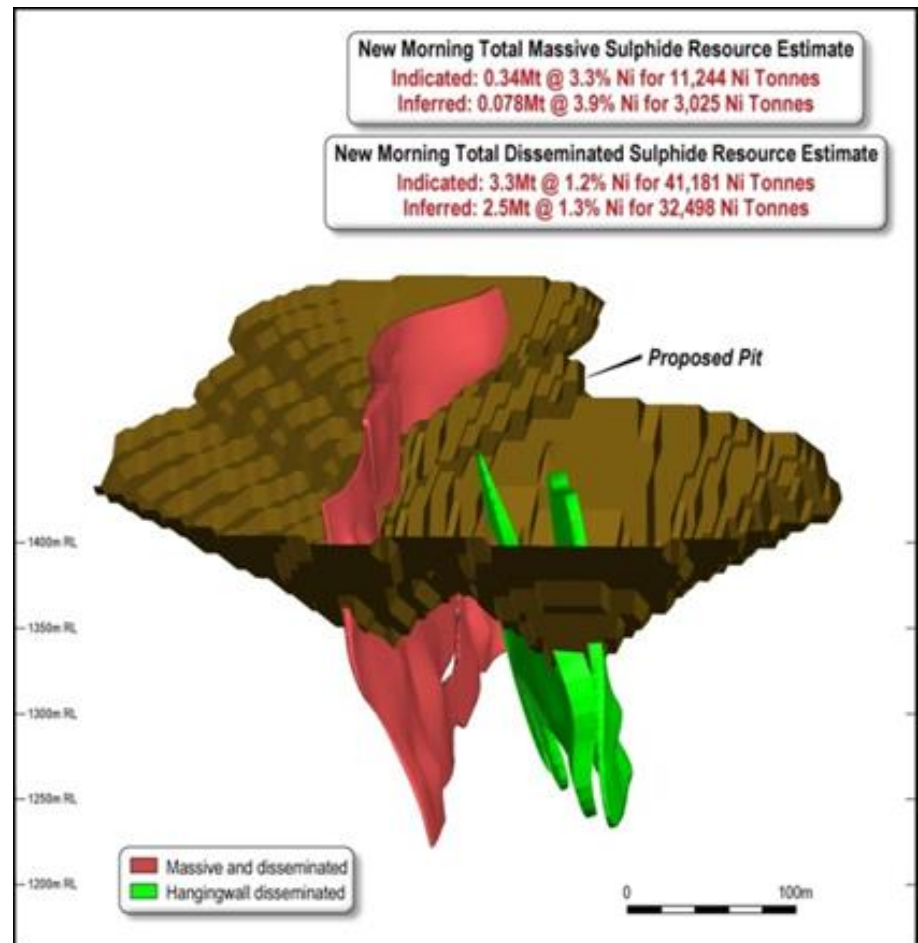 New Morning Total Massive Sulphide Resource Estimate
Indicated: 0.34Mt @ 3.3% Ni for 11,244 Ni Tonnes
Inferred: 0.078Mt @ 3.9% Ni for 3,025 Ni Tonnes
New Morning Total Disseminated Sulphide Resource Estimate
Indicated: 3.3Mt @ 1.2% Ni for 41,181 Ni Tonnes
Inferred: 2.5Mt @ 1.3% Ni for 32,498 Ni Tonnes
Proposed Pit
1400m RL
1350m RL
1300m RL
1250m RL
1200m RL
Massive and disseminated
Hangingwall disseminated
0 100m